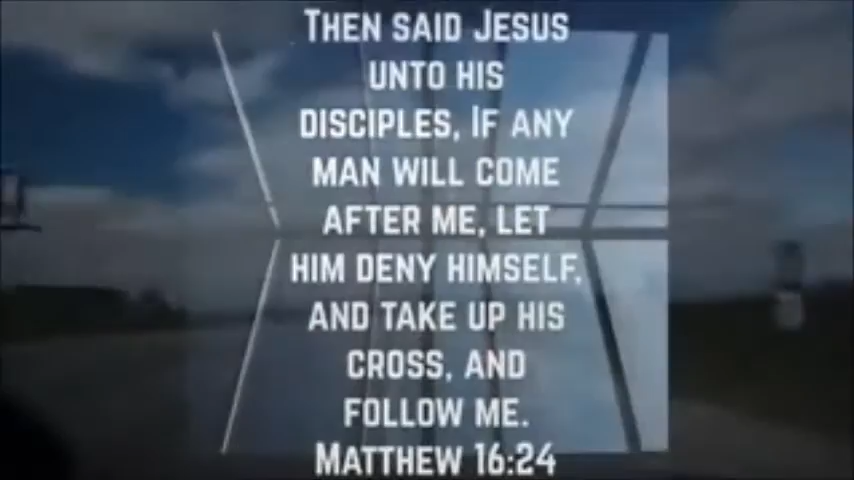 Then said Jesus
unto his
disciples, If any
man will come
after me, let
him deny himself,
and take up his
cross, and
follow me.
Matthew 16:24